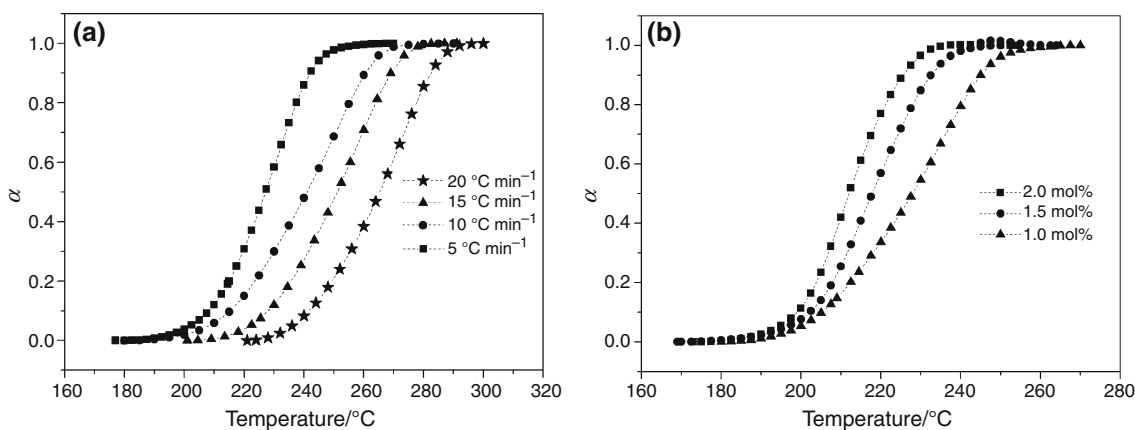 (a)
1.0
0.8
0.6
0.4
0.2
0.0
α
20 °C min⁻¹
15 °C min⁻¹
10 °C min⁻¹
5 °C min⁻¹
160 180 200 220 240 260 280 300 320
Temperature/°C
(b)
1.0
0.8
0.6
0.4
0.2
0.0
α
2.0 mol%
1.5 mol%
1.0 mol%
160 180 200 220 240 260 280
Temperature/°C